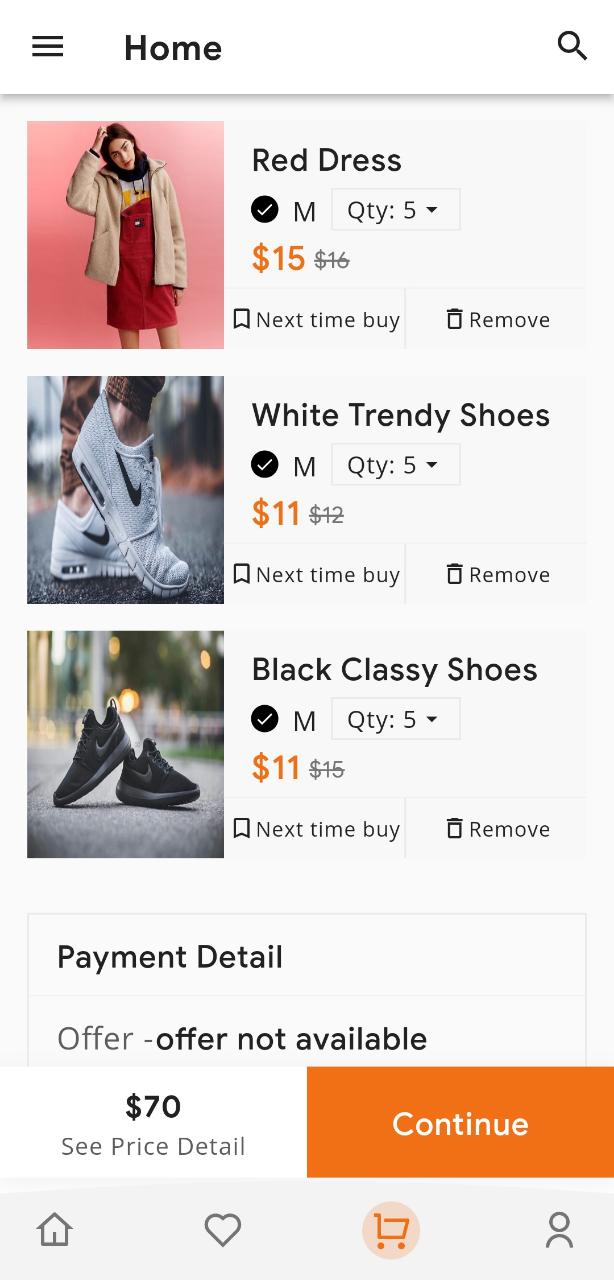 Home
Red Dress
M Qty: 5
$15 $16
Next time buy Remove
White Trendy Shoes
M Qty: 5
$11 $12
Next time buy Remove
Black Classy Shoes
M Qty: 5
$11 $15
Next time buy Remove
Payment Detail
Offer -offer not available
$70
See Price Detail
Continue